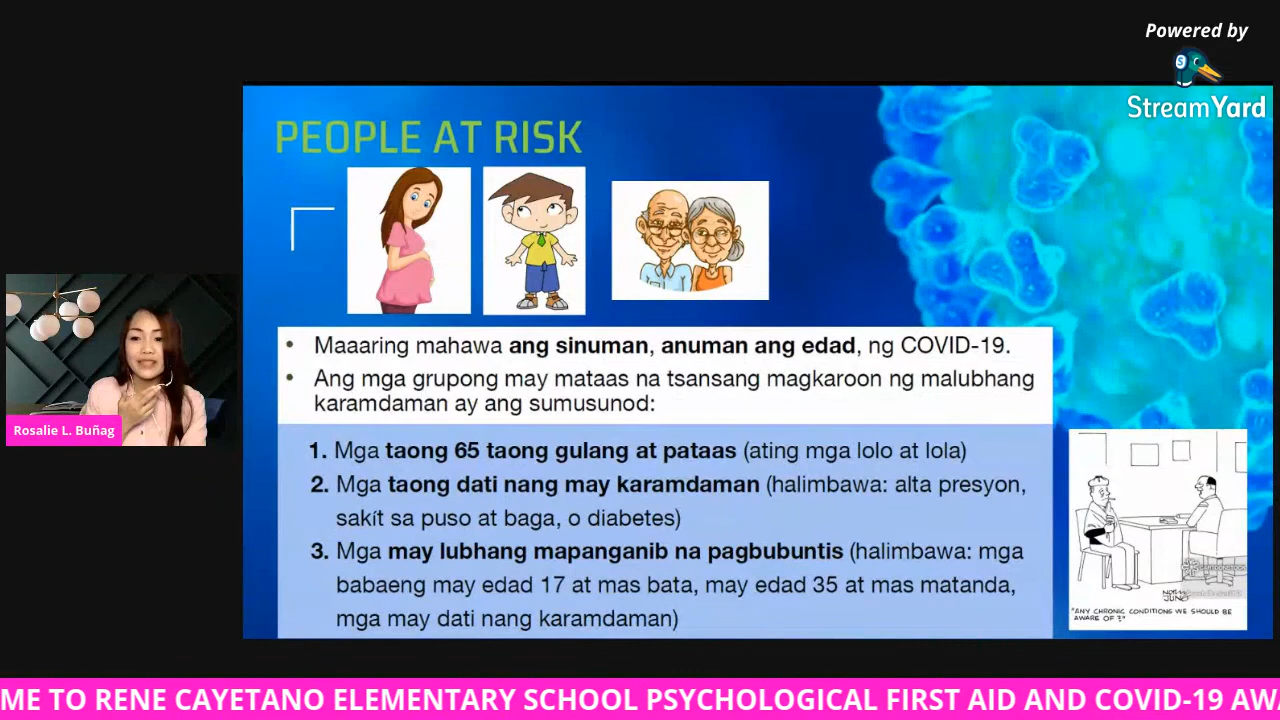 Powered by
StreamYard
PEOPLE AT RISK
• Maaaring mahawa ang sinuman, anuman ang edad, ng COVID-19.
• Ang mga grupong may mataas na tsansang magkaroon ng malubhang
karamdaman ay ang sumusunod:
1. Mga taong 65 taong gulang at pataas (ating mga lolo at lola)
2. Mga taong dati nang may karamdaman (halimbawa: alta presyon,
sakít sa puso at baga, o diabetes)
3. Mga may lubhang mapanganib na pagbubuntis (halimbawa: mga
babaeng may edad 17 at mas bata, may edad 35 at mas matanda,
mga may dati nang karamdaman)
Rosalie L. Buñag
"ANY CHRONIC CONDITIONS WE SHOULD BE
AWARE OF?"
ME TO RENE CAYETANO ELEMENTARY SCHOOL PSYCHOLOGICAL FIRST AID AND COVID-19 AWA